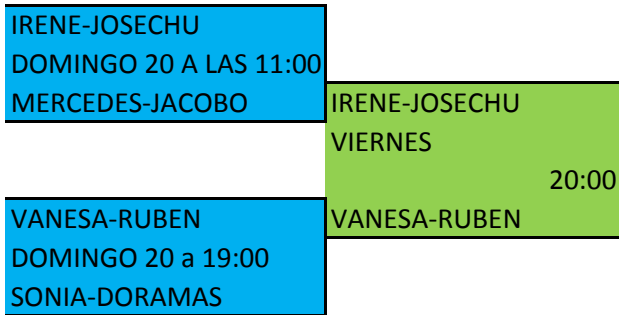 IRENE-JOSECHU
DOMINGO 20 A LAS 11:00
MERCEDES-JACOBO
IRENE-JOSECHU
VIERNES
20:00
VANESA-RUBEN
VANESA-RUBEN
DOMINGO 20 a 19:00
SONIA-DORAMAS